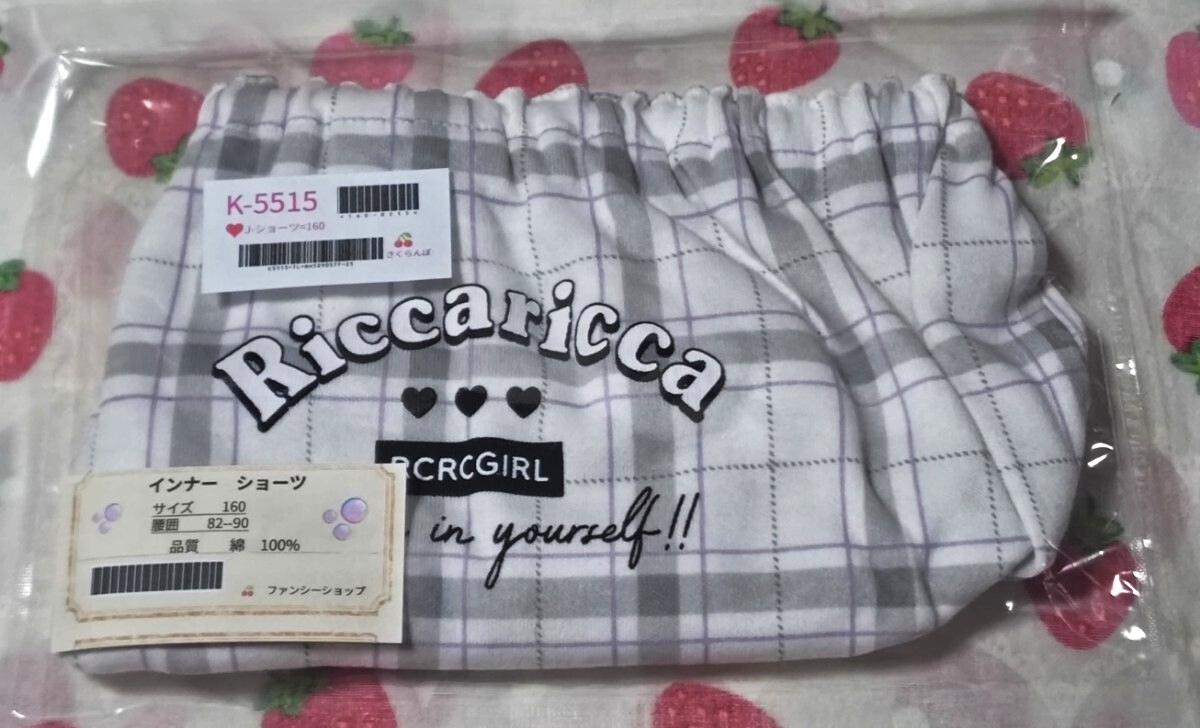 K-5515
J-ショーツ=160
さくらんぼ
Riccaricca
RCRCGIRL
in yourself!!
インナー ショーツ
サイズ 160
腰囲 82--90
品質 綿 100%
ファンシーショップ